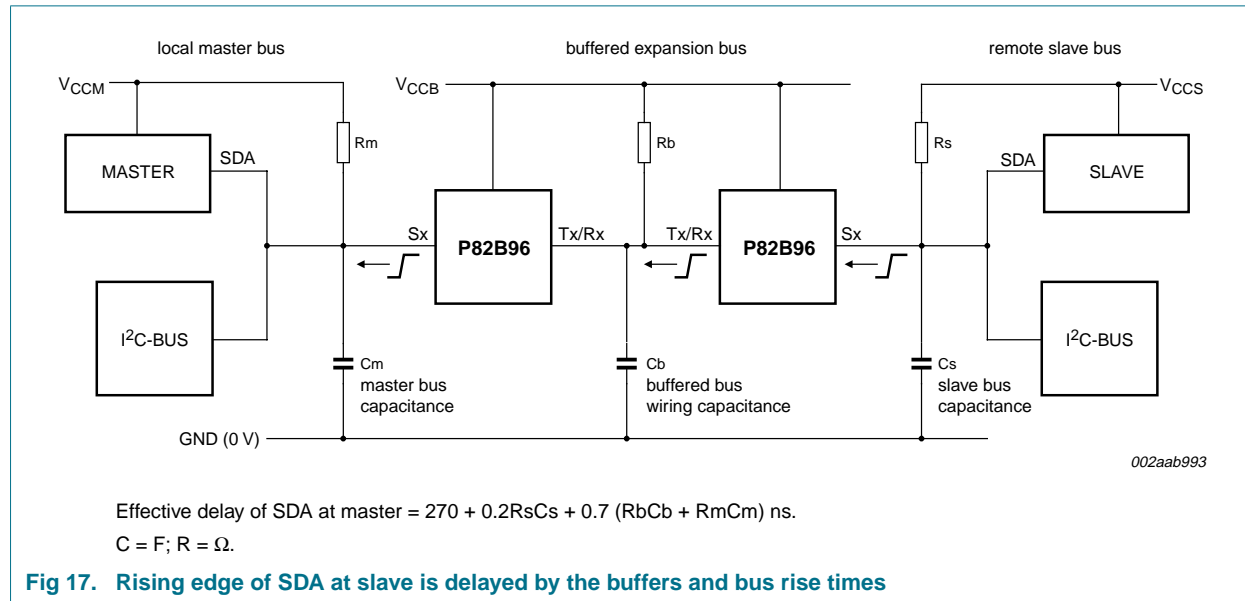 local master bus
buffered expansion bus
remote slave bus
VCCM
VCCB
VCCS
Rm
Rb
Rs
MASTER
SDA
SDA
SLAVE
Sx
P82B96
Tx/Rx
Tx/Rx
P82B96
Sx
I2C-BUS
I2C-BUS
Cm
master bus
capacitance
Cb
buffered bus
wiring capacitance
Cs
slave bus
capacitance
GND (0 V)
002aab993
Effective delay of SDA at master = 270 + 0.2RsCs + 0.7 (RbCb + RmCm) ns.
C = F; R = Ω.
Fig 17. Rising edge of SDA at slave is delayed by the buffers and bus rise times